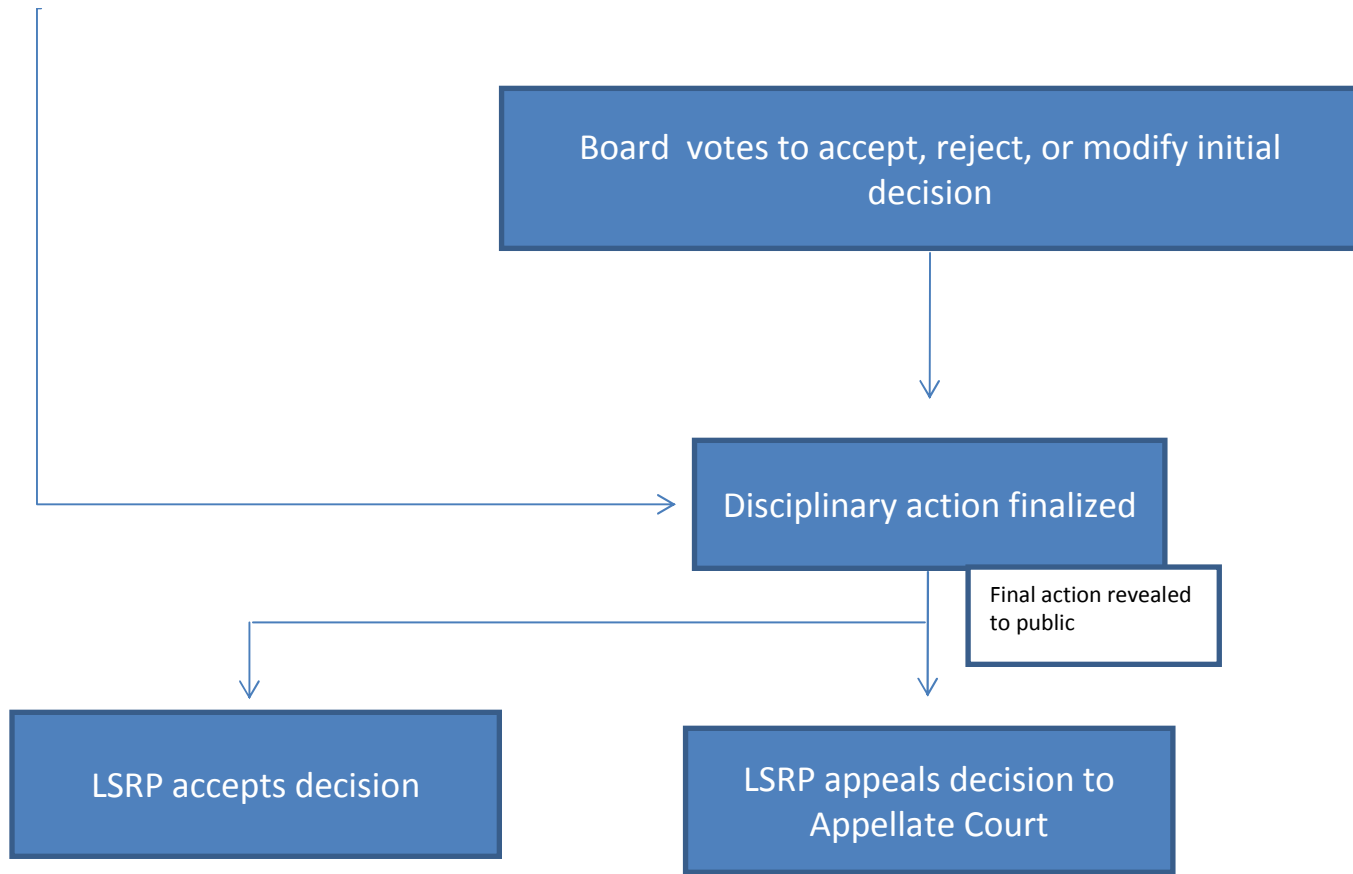 Board  votes to accept, reject, or modify initial
decision
Disciplinary action finalized
Final action revealed
to public
LSRP accepts decision
LSRP appeals decision to
Appellate Court